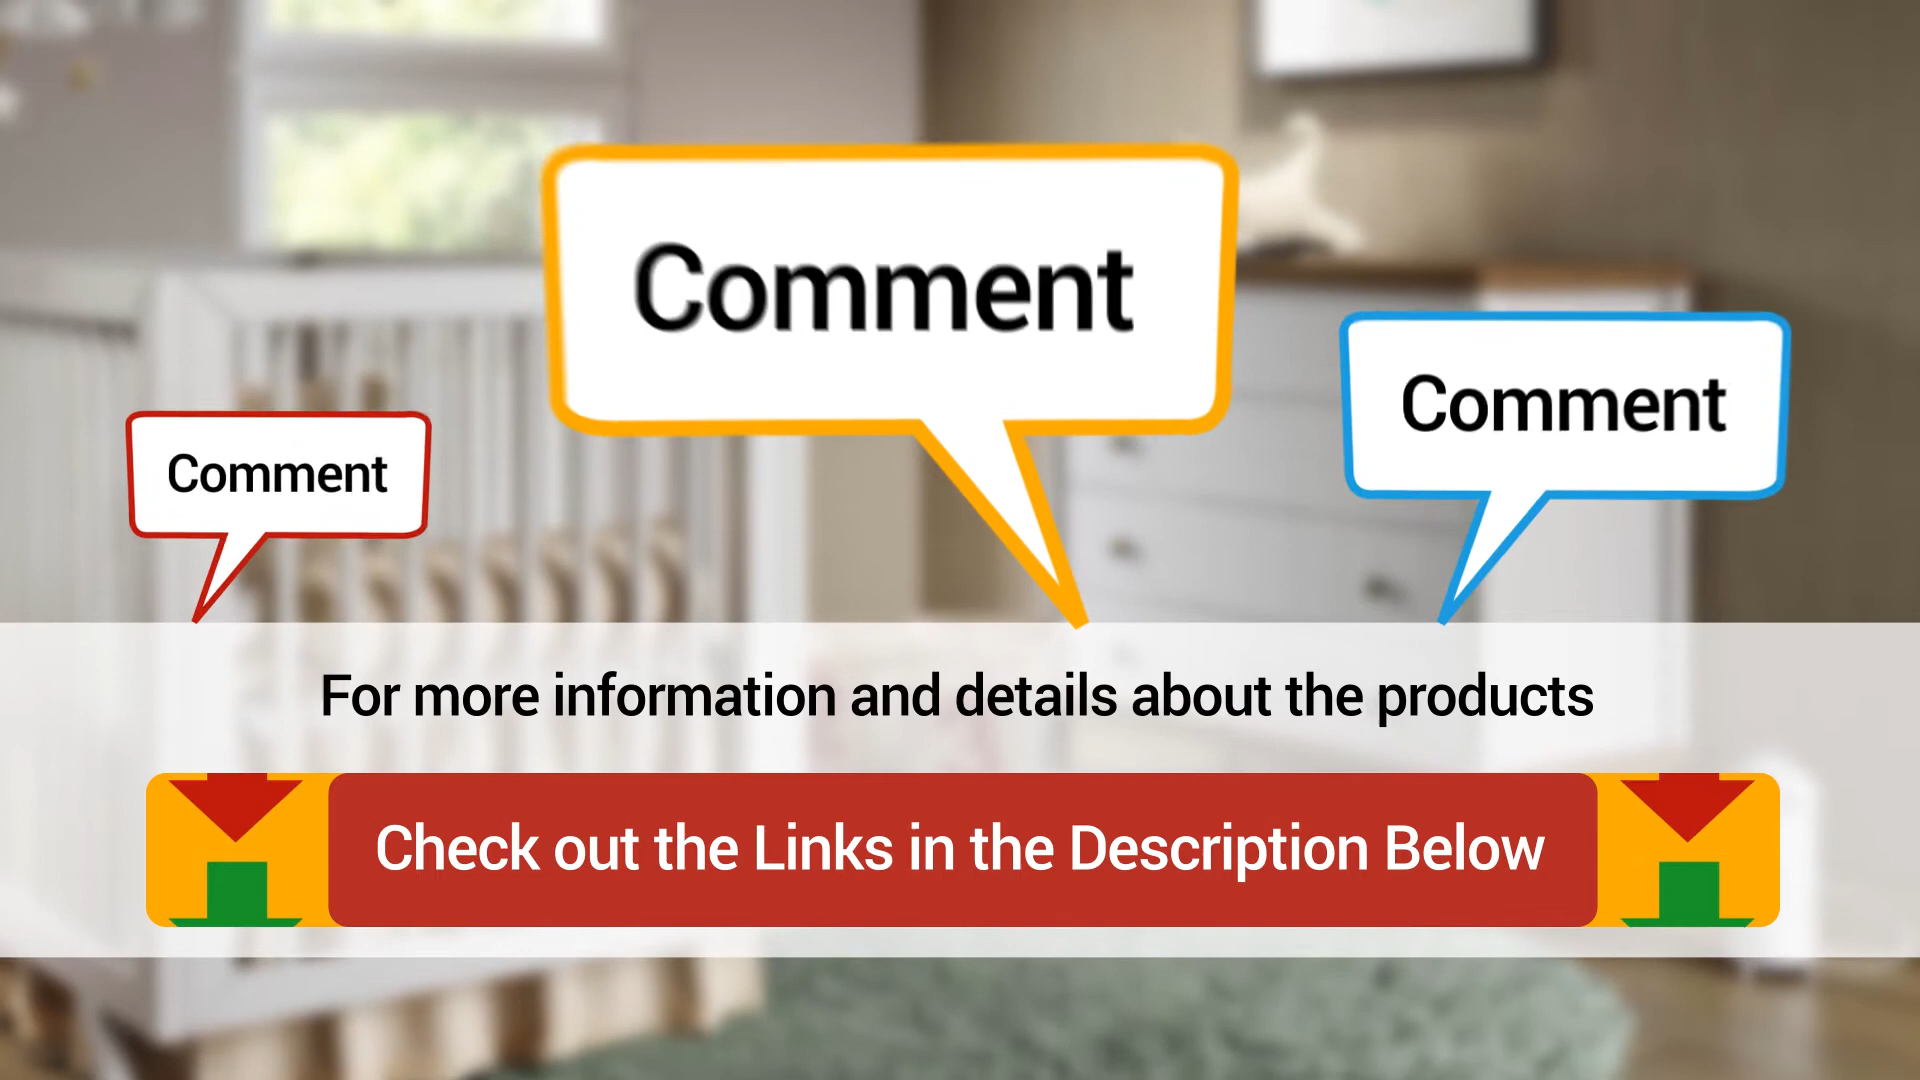 Comment
Comment
Comment
For more information and details about the products
Check out the Links in the Description Below